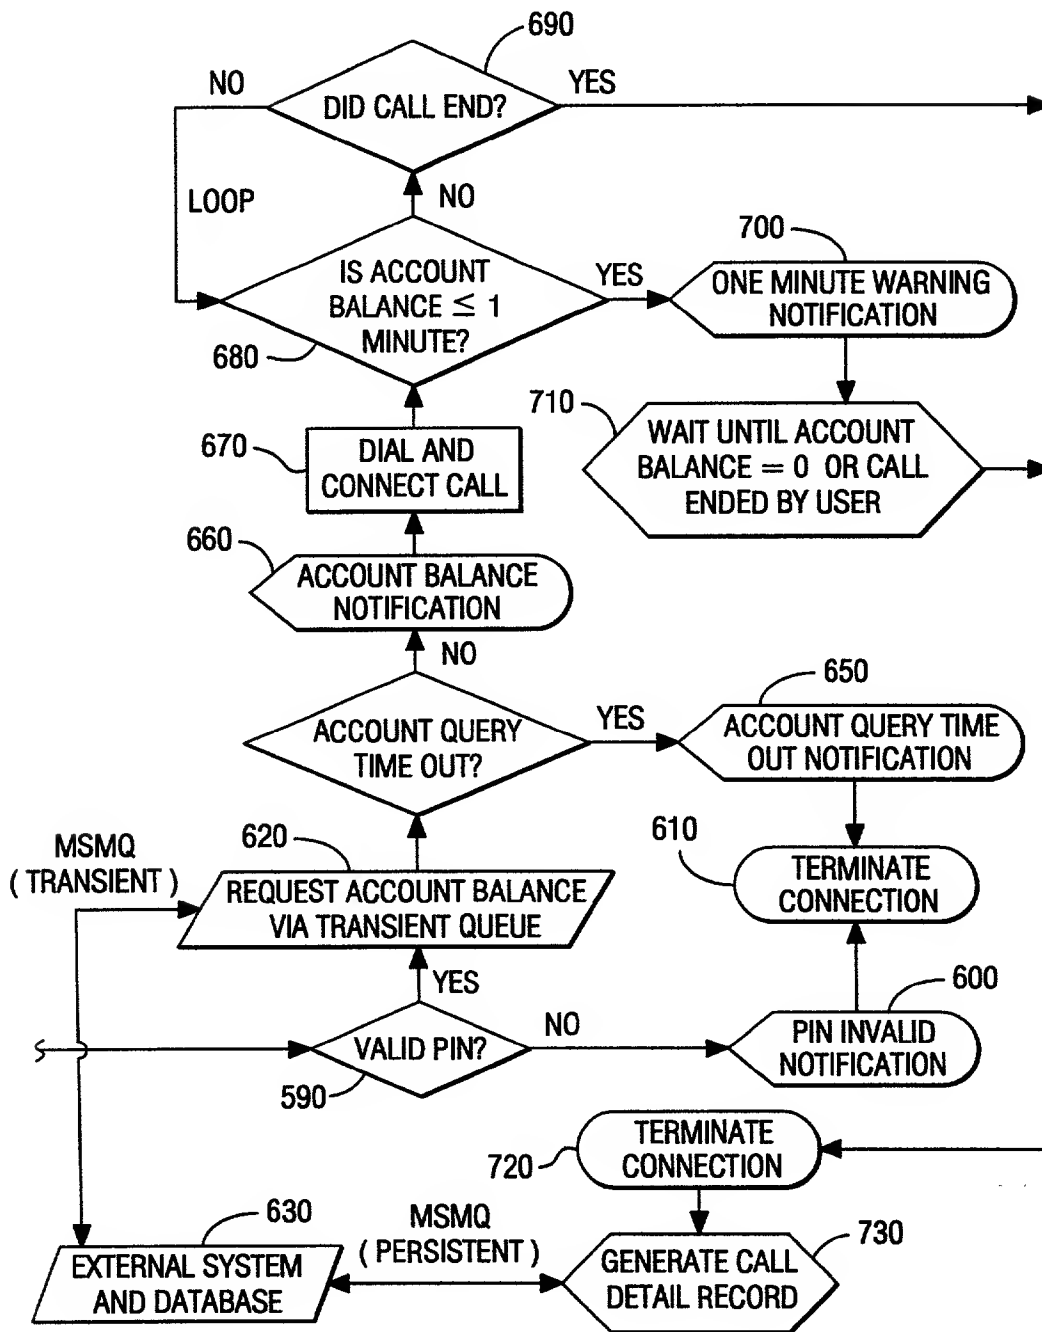 690
NO
YES
DID CALL END?
LOOP
NO
700
IS ACCOUNT
BALANCE ≤ 1
MINUTE?
YES
ONE MINUTE WARNING
NOTIFICATION
680
710
WAIT UNTIL ACCOUNT
BALANCE = 0 OR CALL
ENDED BY USER
670
DIAL AND
CONNECT CALL
660
ACCOUNT BALANCE
NOTIFICATION
NO
650
ACCOUNT QUERY
TIME OUT?
YES
ACCOUNT QUERY TIME
OUT NOTIFICATION
MSMQ
( TRANSIENT )
620
610
REQUEST ACCOUNT BALANCE
VIA TRANSIENT QUEUE
TERMINATE
CONNECTION
YES
600
VALID PIN?
NO
PIN INVALID
NOTIFICATION
590
TERMINATE
CONNECTION
720
630
MSMQ
( PERSISTENT )
730
EXTERNAL SYSTEM
AND DATABASE
GENERATE CALL
DETAIL RECORD